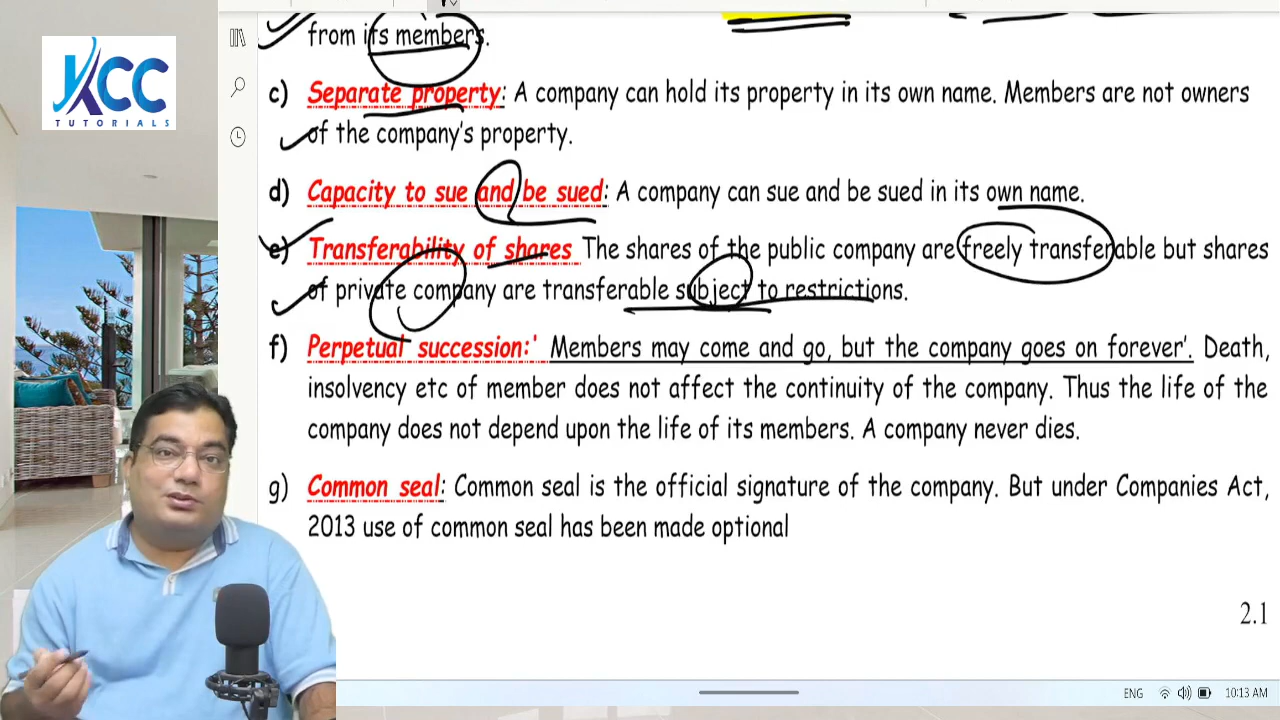 KCC
TUTORIALS
from its members.
c) Separate property: A company can hold its property in its own name. Members are not owners
of the company's property.
d) Capacity to sue and be sued: A company can sue and be sued in its own name.
e) Transferability of shares The shares of the public company are freely transferable but shares
of private company are transferable subject to restrictions.
f) Perpetual succession:' Members may come and go, but the company goes on forever' Death,
insolvency etc of member does not affect the continuity of the company. Thus the life of the
company does not depend upon the life of its members. A company never dies.
g) Common seal: Common seal is the official signature of the company. But under Companies Act,
2013 use of common seal has been made optional
2.1
ENG 10:13 AM